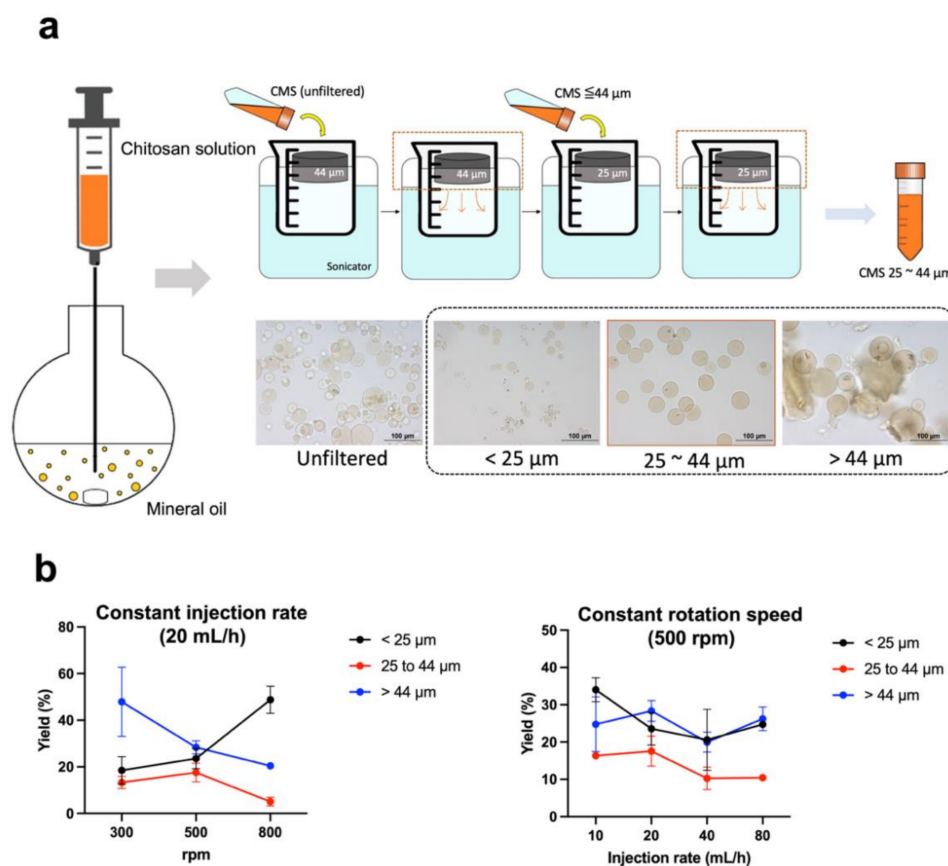 a
CMS (unfiltered)
CMS ≦44 μm
Chitosan solution
44 μm
44 μm
25 μm
25 μm
Sonicator
CMS 25 ~ 44 μm
100 μm
100 μm
100 μm
100 μm
Unfiltered
< 25 μm
25 ~ 44 μm
> 44 μm
Mineral oil
b
Constant injection rate
(20 mL/h)
80
60
40
20
0
Yield (%)
300
500
800
rpm
< 25 μm
25 to 44 μm
> 44 μm
Constant rotation speed
(500 rpm)
50
40
30
20
10
0
Yield (%)
10
20
40
80
Injection rate (mL/h)
< 25 μm
25 to 44 μm
> 44 μm